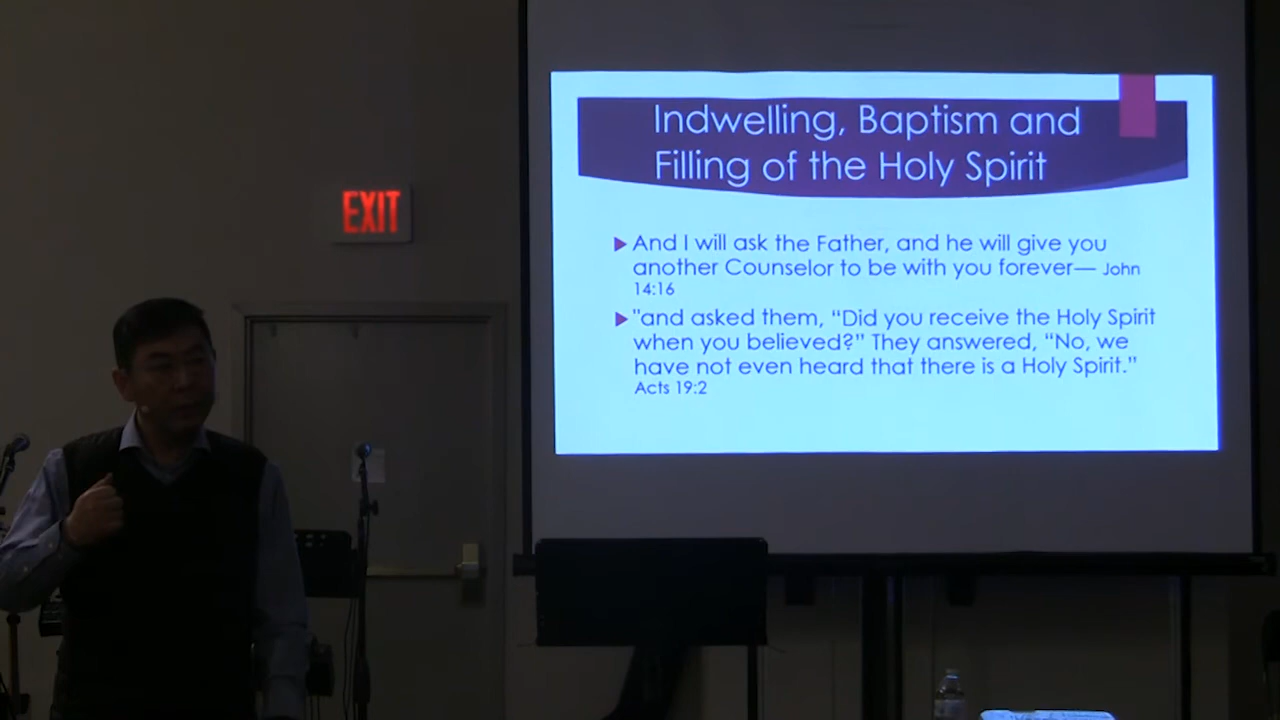 EXIT
Indwelling, Baptism and
Filling of the Holy Spirit
And I will ask the Father, and he will give you
another Counselor to be with you forever— John
14:16
"and asked them, “Did you receive the Holy Spirit
when you believed?” They answered, “No, we
have not even heard that there is a Holy Spirit.”
Acts 19:2